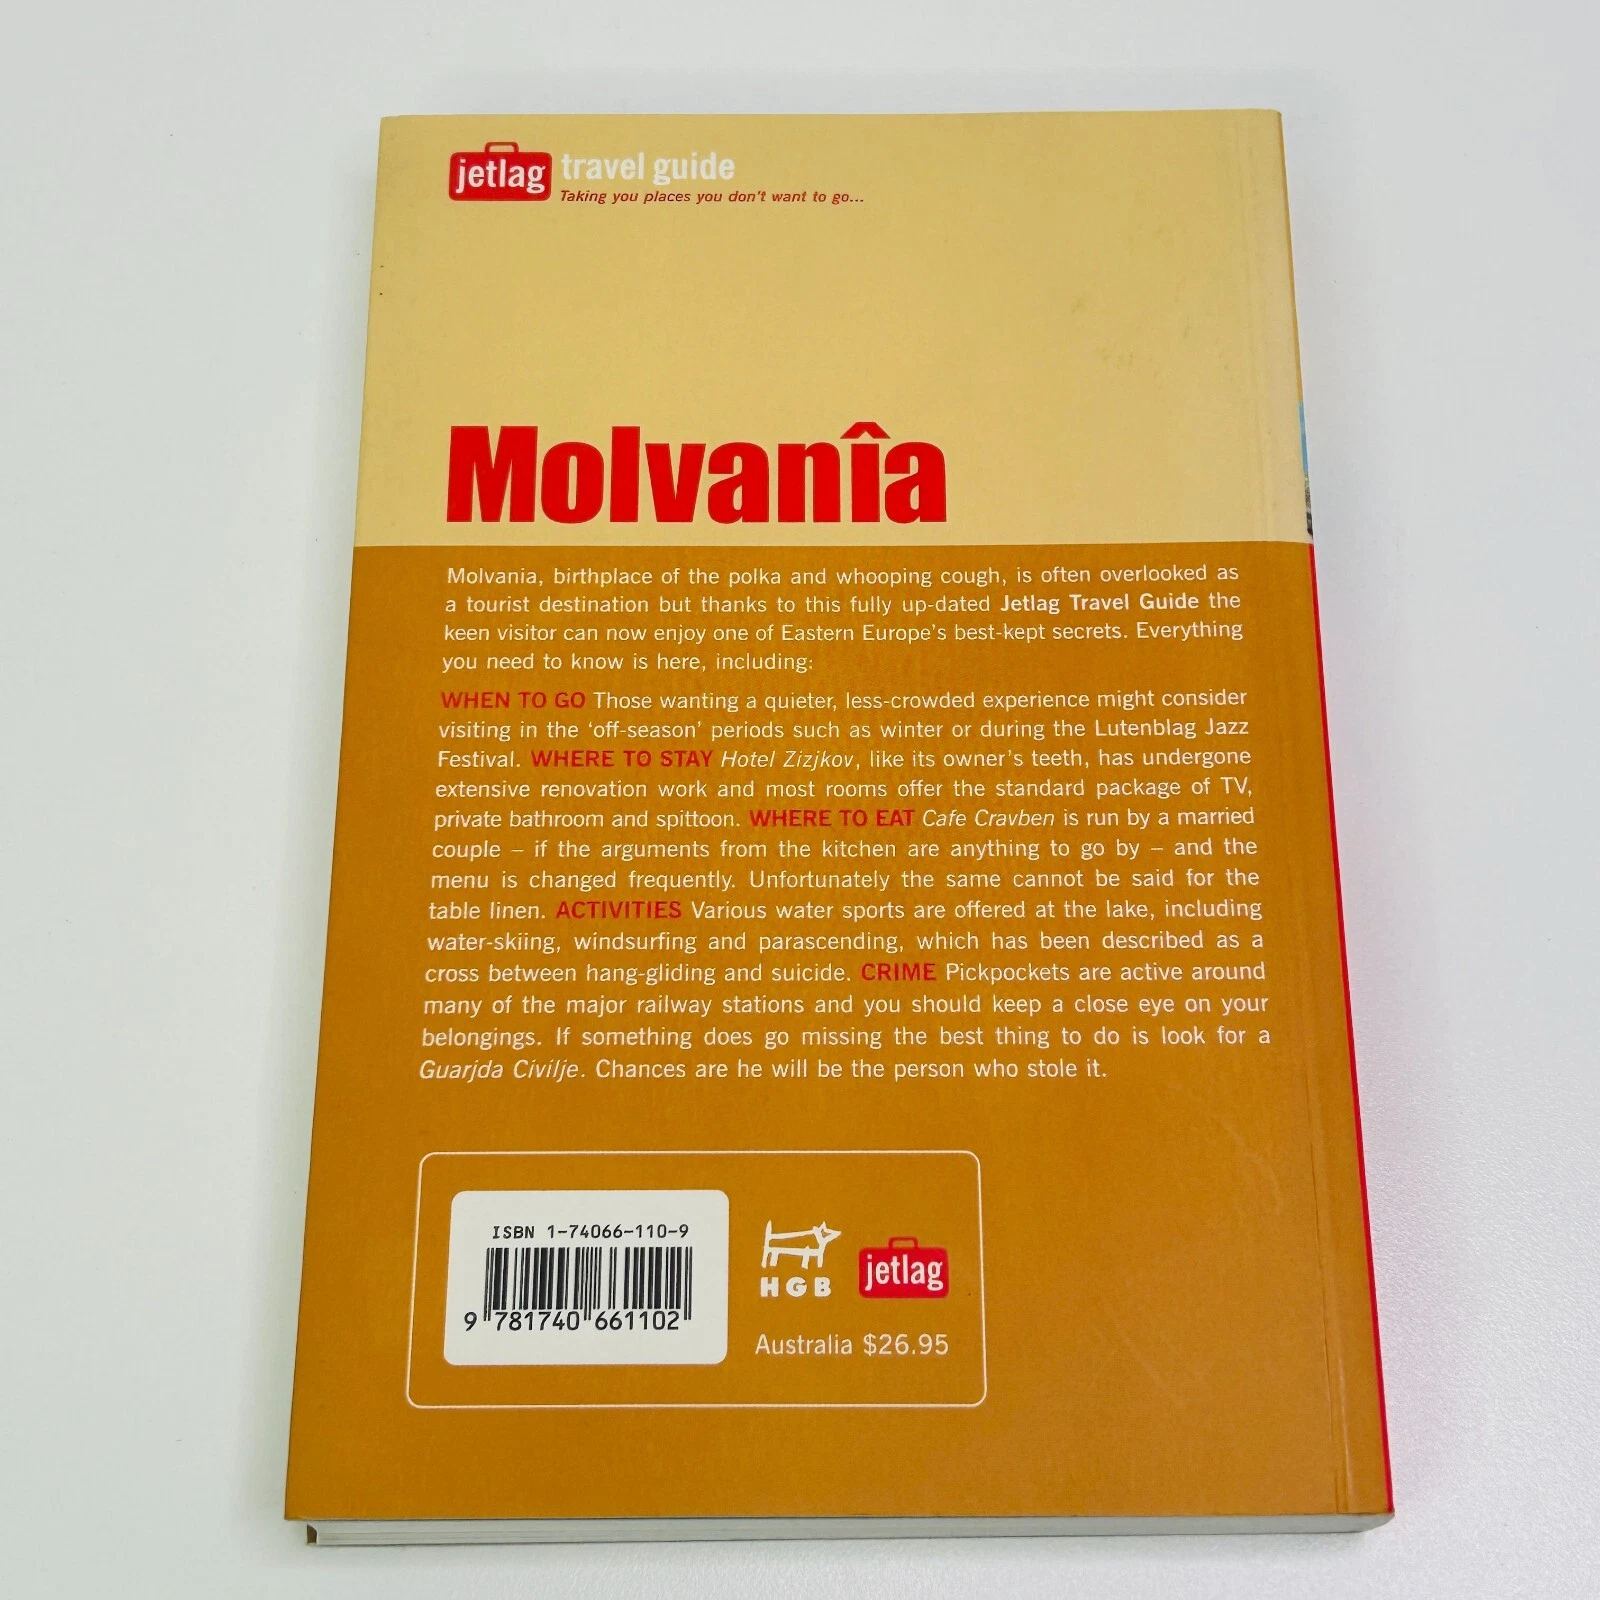 jetlag travel guide
Taking you places you don't want to go...
Molvanîa
Molvania, birthplace of the polka and whooping cough, is often overlooked as
a tourist destination but thanks to this fully up-dated Jetlag Travel Guide the
keen visitor can now enjoy one of Eastern Europe's best-kept secrets. Everything
you need to know is here, including:
WHEN TO GO Those wanting a quieter, less-crowded experience might consider
visiting in the ‘off-season’ periods such as winter or during the Lutenblag Jazz
Festival. WHERE TO STAY Hotel Zizjkov, like its owner's teeth, has undergone
extensive renovation work and most rooms offer the standard package of TV,
private bathroom and spittoon. WHERE TO EAT Cafe Cravben is run by a married
couple – if the arguments from the kitchen are anything to go by – and the
menu is changed frequently. Unfortunately the same cannot be said for the
table linen. ACTIVITIES Various water sports are offered at the lake, including
water-skiing, windsurfing and parascending, which has been described as a
cross between hang-gliding and suicide. CRIME Pickpockets are active around
many of the major railway stations and you should keep a close eye on your
belongings. If something does go missing the best thing to do is look for a
Guarjda Civilje. Chances are he will be the person who stole it.
ISBN 1-74066-110-9
9 781740 661102
HGB
jetlag
Australia $26.95